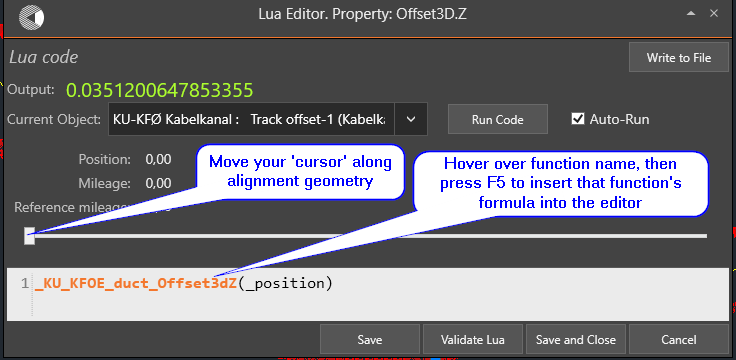 Lua Editor. Property: Offset3D.Z
Lua code
Write to File
Output: 0.0351200647853355
Current Object: KU-KFØ Kabelkanal : Track offset-1 (Kabelka
Run Code
Auto-Run
Position: 0,00
Mileage: 0,00
Reference mileage:
Move your 'cursor' along
alignment geometry
Hover over function name, then
press F5 to insert that function's
formula into the editor
1 _KU_KFOE_duct_Offset3dZ(_position)
Save
Validate Lua
Save and Close
Cancel